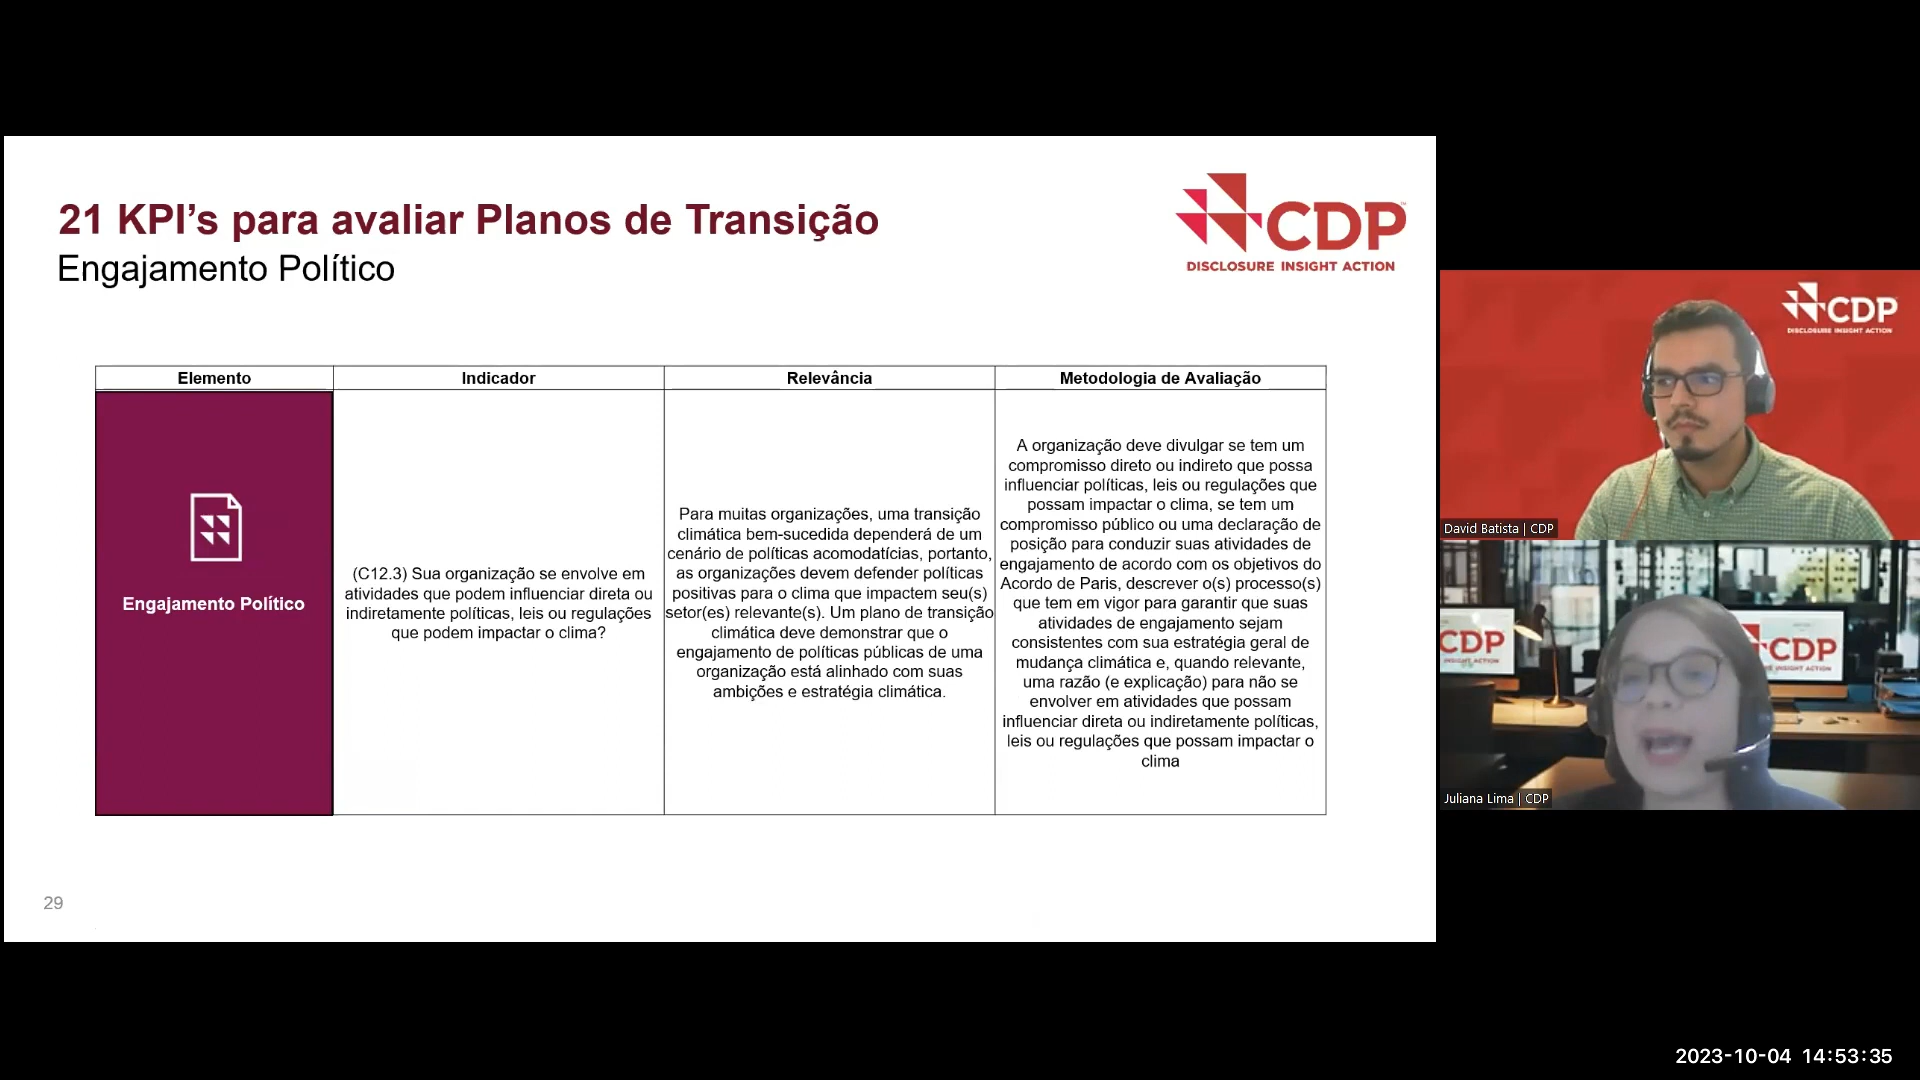 21 KPI’s para avaliar Planos de Transição
Engajamento Político
CDP
DISCLOSURE INSIGHT ACTION
Elemento
Indicador
Relevância
Metodologia de Avaliação
Engajamento Político
(C12.3) Sua organização se envolve em
atividades que podem influenciar direta ou
indiretamente políticas, leis ou regulações
que podem impactar o clima?
Para muitas organizações, uma transição
climática bem-sucedida dependerá de um
cenário de políticas acomodatícias, portanto,
as organizações devem defender políticas
positivas para o clima que impactem seu(s)
setor(es) relevante(s). Um plano de transição
climática deve demonstrar que o
engajamento de políticas públicas de uma
organização está alinhado com suas
ambições e estratégia climática.
A organização deve divulgar se tem um
compromisso direto ou indireto que possa
influenciar políticas, leis ou regulações que
possam impactar o clima, se tem um
compromisso público ou uma declaração de
posição para conduzir suas atividades de
engajamento de acordo com os objetivos do
Acordo de Paris, descrever o(s) processo(s)
que tem em vigor para garantir que suas
atividades de engajamento sejam
consistentes com sua estratégia geral de
mudança climática e, quando relevante,
uma razão (e explicação) para não se
envolver em atividades que possam
influenciar direta ou indiretamente políticas,
leis ou regulações que possam impactar o
clima
29
CDP
DISCLOSURE INSIGHT ACTION
David Batista | CDP
CDP
INSIGHT ACTION
CDP
INSIGHT ACTION
Juliana Lima | CDP
2023-10-04 14:53:35